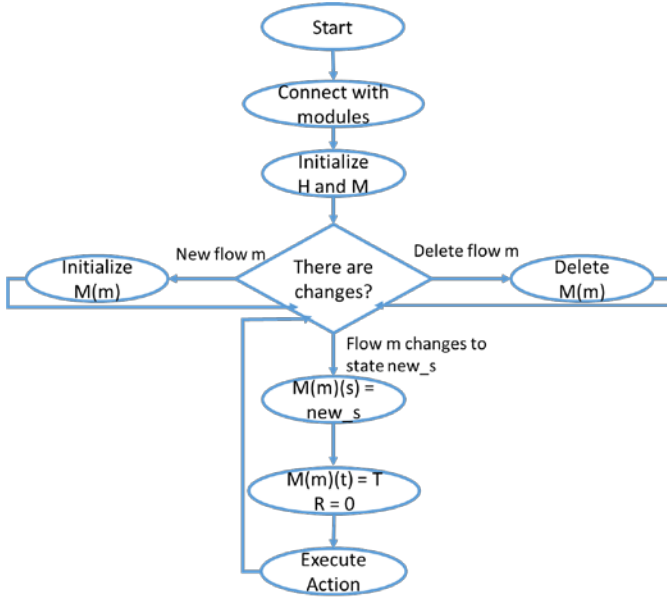 Start
Connect with
modules
Initialize
H and M
New flow m
Delete flow m
Initialize
M(m)
There are
changes?
Delete
M(m)
Flow m changes to
state new_s
M(m)(s) =
new_s
M(m)(t) = T
R = 0
Execute
Action